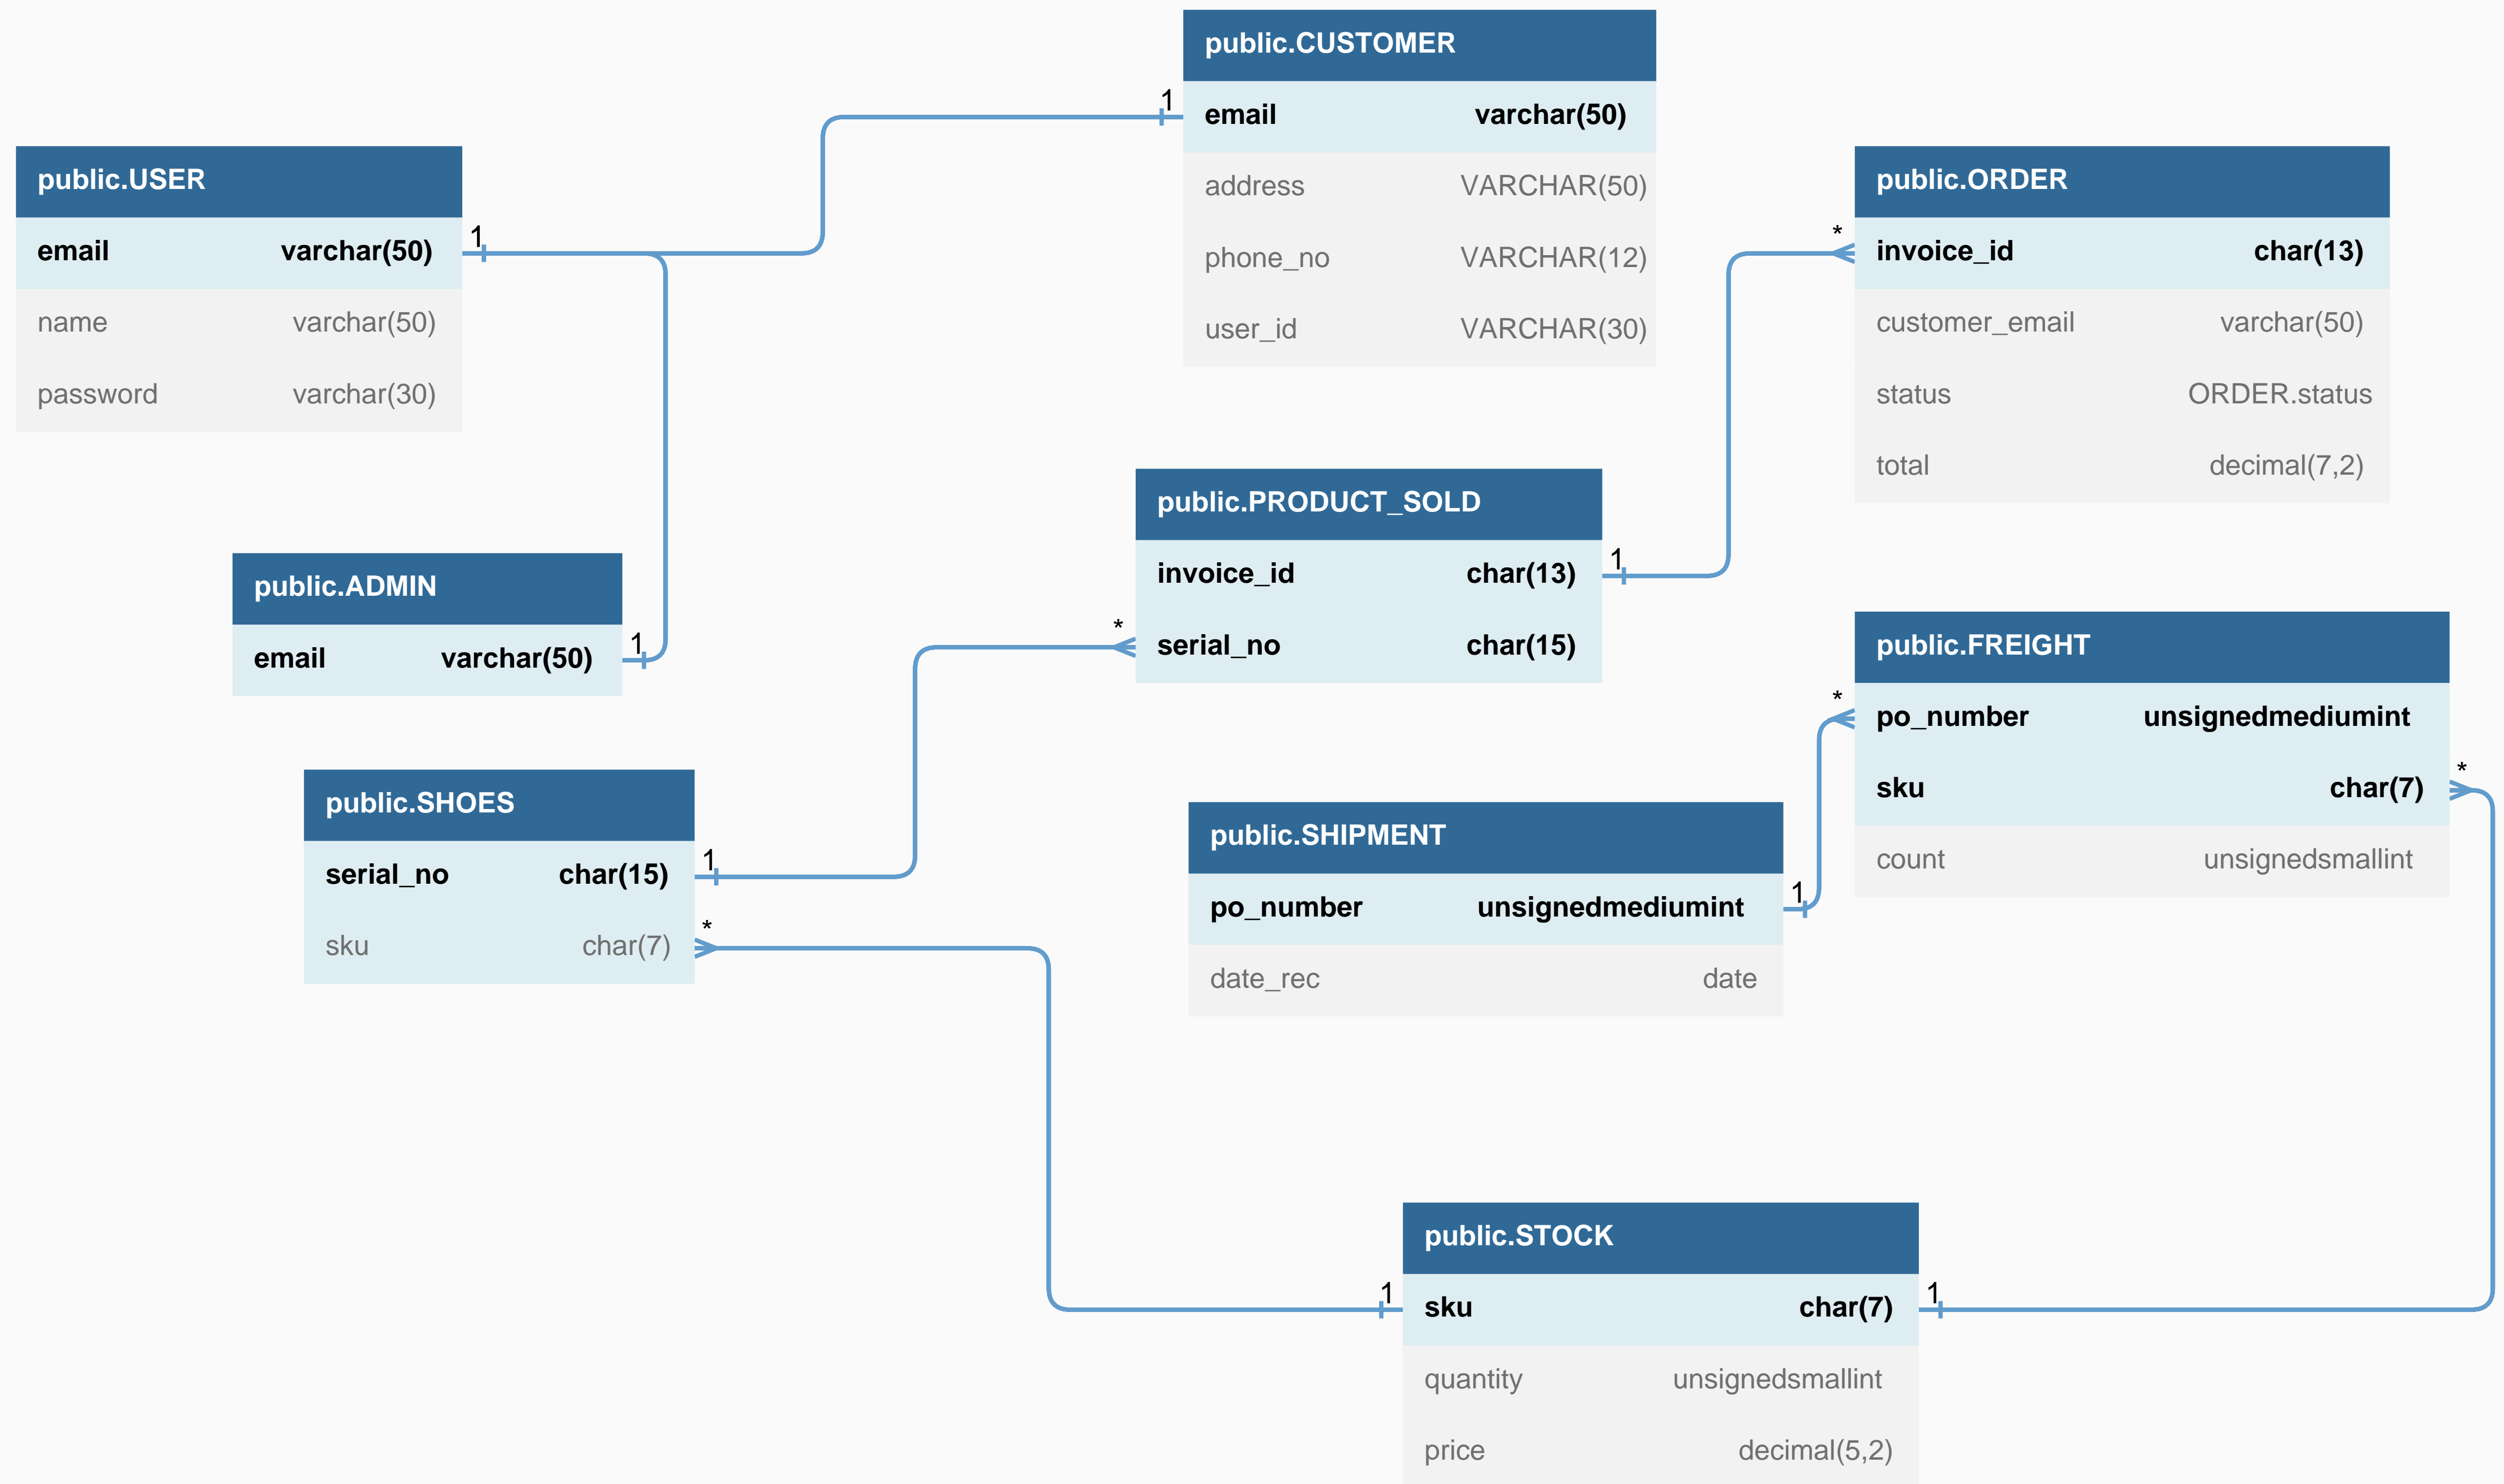 public.CUSTOMER
1
email varchar(50)
address VARCHAR(50)
phone_no VARCHAR(12)
user_id VARCHAR(30)
public.USER
email varchar(50) 1
name varchar(50)
password varchar(30)
public.ORDER
*
invoice_id char(13)
customer_email varchar(50)
status ORDER.status
total decimal(7,2)
public.PRODUCT_SOLD
invoice_id char(13) 1
*
serial_no char(15)
public.ADMIN
email varchar(50) 1
public.FREIGHT
*
po_number unsignedmediumint
*
sku char(7)
count unsignedsmallint
public.SHOES
serial_no char(15) 1
*
sku char(7)
public.SHIPMENT
po_number unsignedmediumint 1
date_rec date
public.STOCK
1 sku char(7) 1
quantity unsignedsmallint
price decimal(5,2)